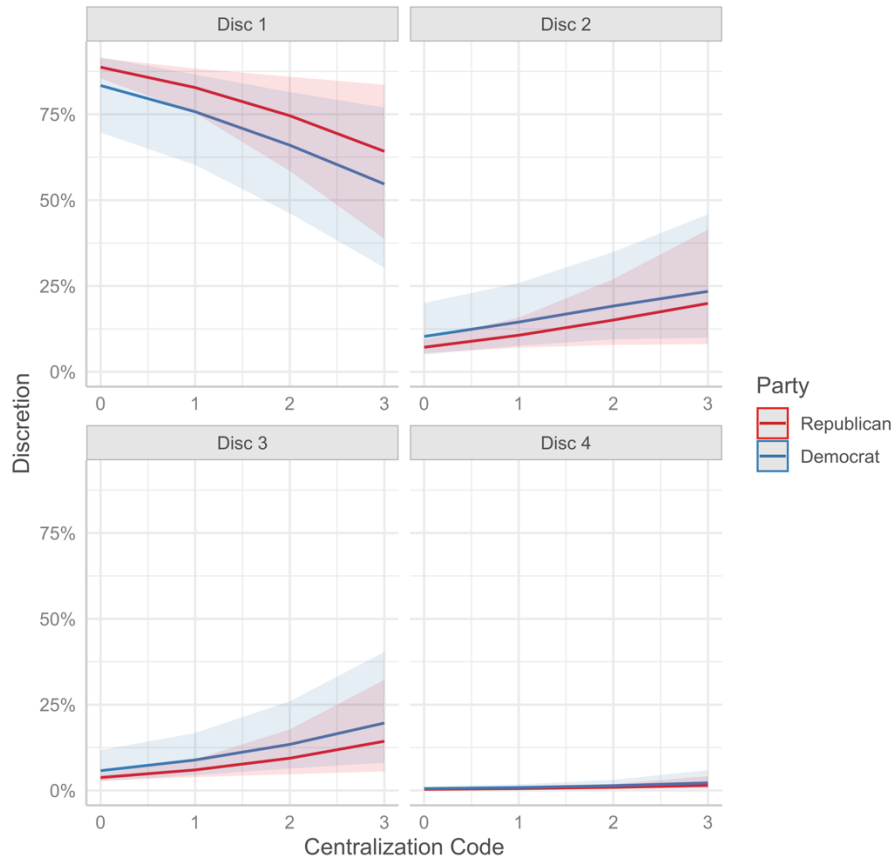 Disc 1
Disc 2
75%
50%
25%
0%
0 1 2 3
0 1 2 3
Disc 3
Disc 4
75%
50%
25%
0%
0 1 2 3
0 1 2 3
Discretion
Centralization Code
Party
Republican
Democrat